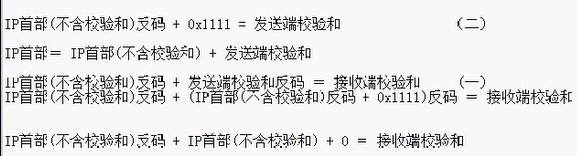 IP首部(不含校验和)反码 + 0x1111 = 发送端校验和 (二)
IP首部＝ IP首部(不含校验和) + 发送端校验和
IP首部(不含校验和)反码 + 发送端校验和反码 ＝ 接收端校验和 (一)
IP首部(不含校验和)反码 + (IP首部(不含校验和)反码 + 0x1111)反码 ＝ 接收端校验和
IP首部(不含校验和)反码 + IP首部(不含校验和) + 0 ＝ 接收端校验和